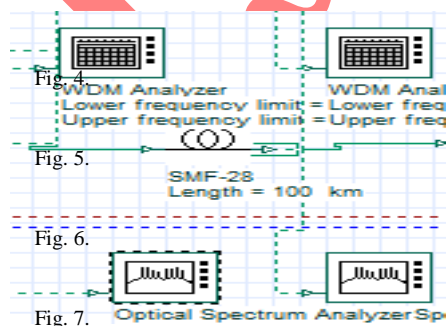 Fig. 4.
WDM Analyzer WDM Anal
Lower frequency limit = Lower freq
Upper frequency limit = Upper freq
Fig. 5.
SMF-28
Length = 100 km
Fig. 6.
Fig. 7. Optical Spectrum Analyzer Sp